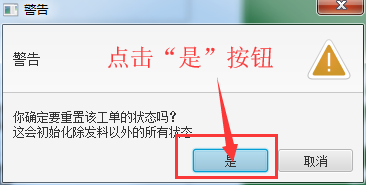 警告
警告
点击“是”按钮
你确定要重置该工单的状态吗?
这会初始化除发料以外的所有状态
是
取消